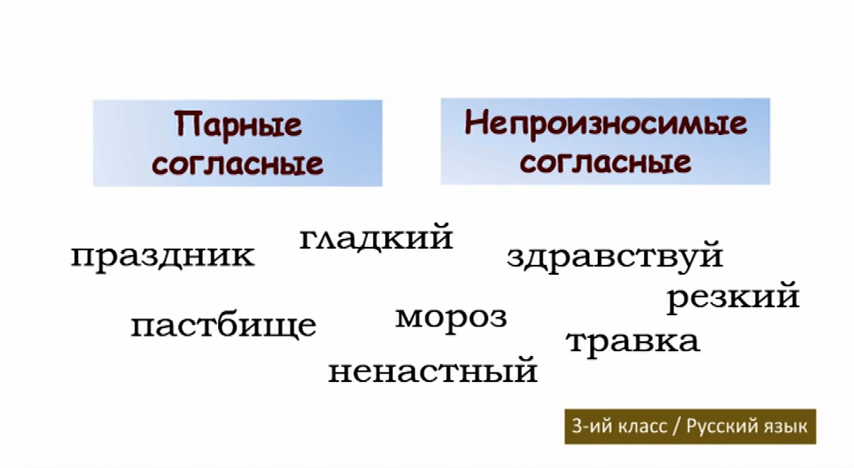 Парные
согласные
Непроизносимые
согласные
гладкий
праздник
здравствуй
резкий
пастбище
мороз
травка
ненастный
3-ий класс / Русский язык